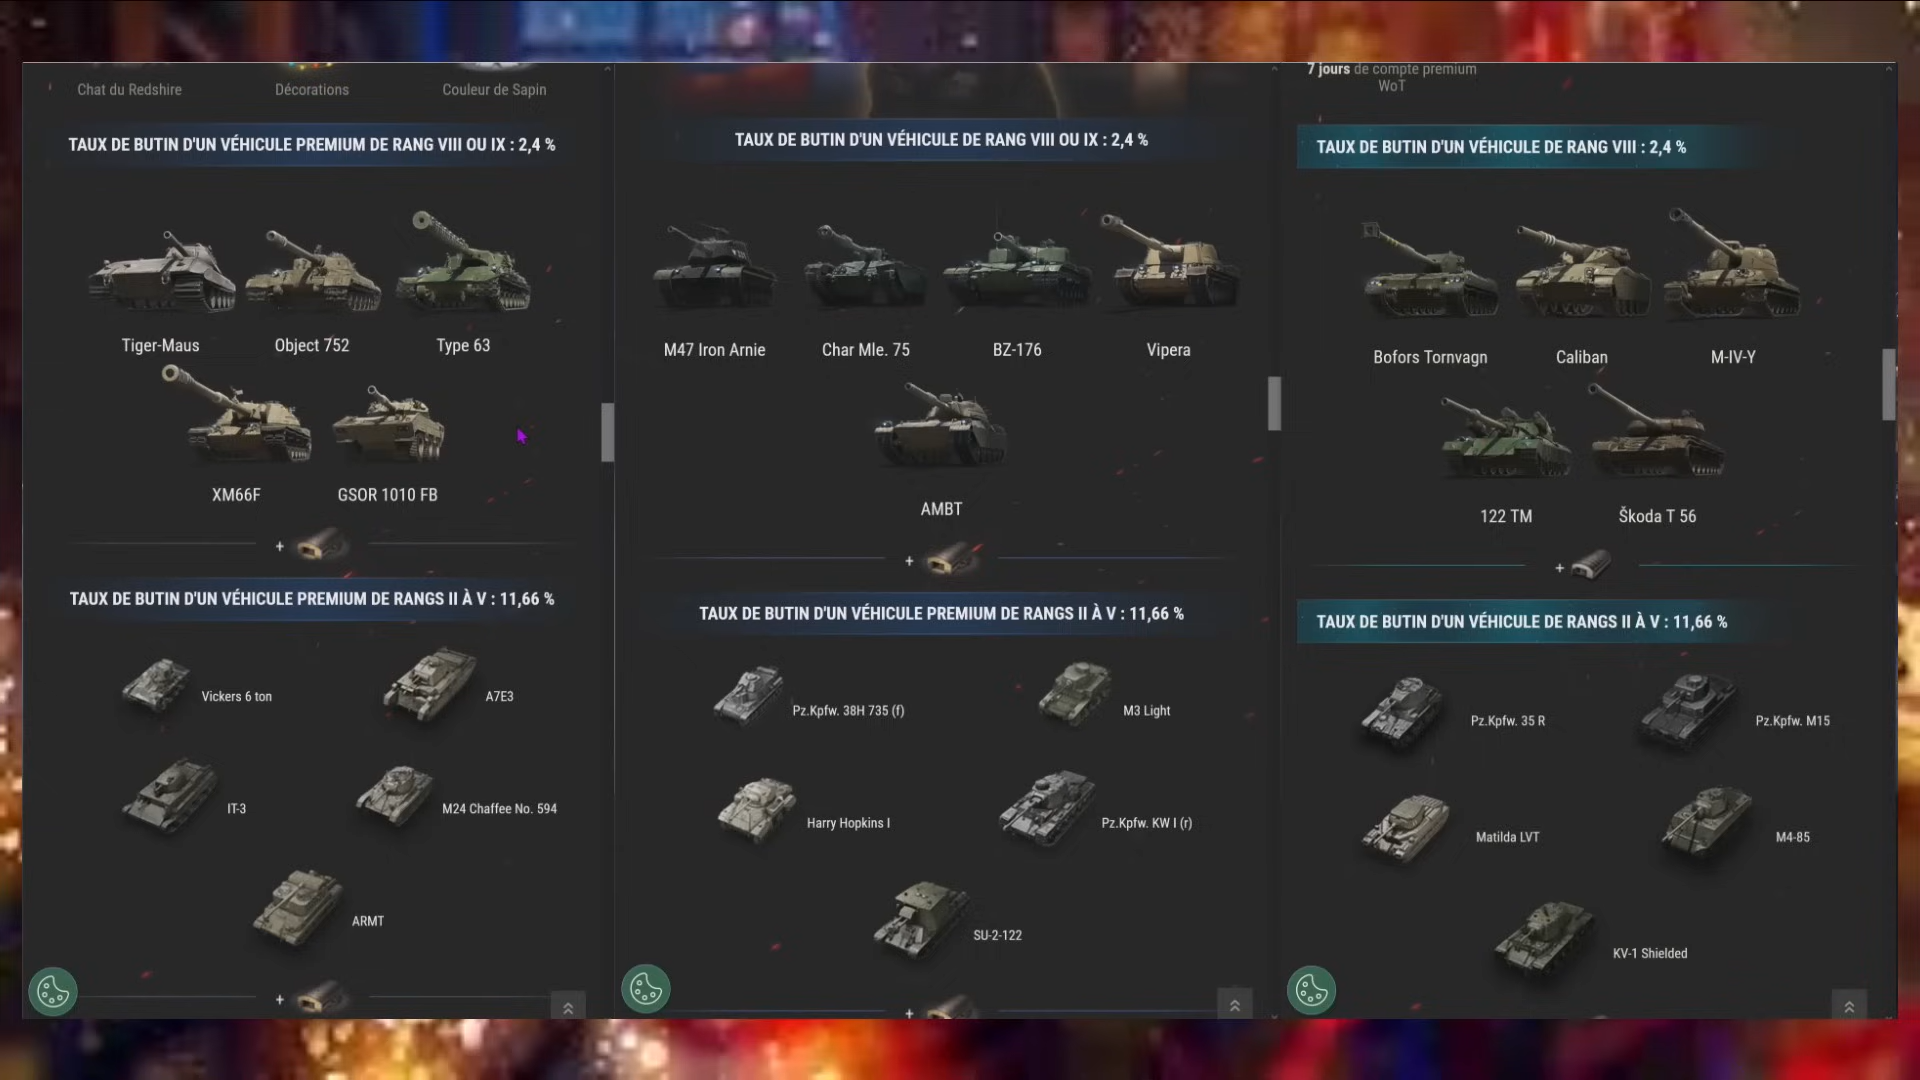 Chat du Redshire
Décorations
Couleur de Sapin
TAUX DE BUTIN D'UN VÉHICULE PREMIUM DE RANG VIII OU IX : 2,4 %
Tiger-Maus
Object 752
Type 63
XM66F
GSOR 1010 FB
+
TAUX DE BUTIN D'UN VÉHICULE PREMIUM DE RANGS II À V : 11,66 %
Vickers 6 ton
A7E3
IT-3
M24 Chaffee No. 594
ARMT
+
TAUX DE BUTIN D'UN VÉHICULE DE RANG VIII OU IX : 2,4 %
M47 Iron Arnie
Char Mle. 75
BZ-176
Vipera
AMBT
+
TAUX DE BUTIN D'UN VÉHICULE PREMIUM DE RANGS II À V : 11,66 %
Pz.Kpfw. 38H 735 (f)
M3 Light
Harry Hopkins I
Pz.Kpfw. KW I (r)
SU-2-122
+
7 jours de compte premium
WoT
TAUX DE BUTIN D'UN VÉHICULE DE RANG VIII : 2,4 %
Bofors Tornvagn
Caliban
M-IV-Y
122 TM
Škoda T 56
+
TAUX DE BUTIN D'UN VÉHICULE DE RANGS II À V : 11,66 %
Pz.Kpfw. 35 R
Pz.Kpfw. M15
Matilda LVT
M4-85
KV-1 Shielded